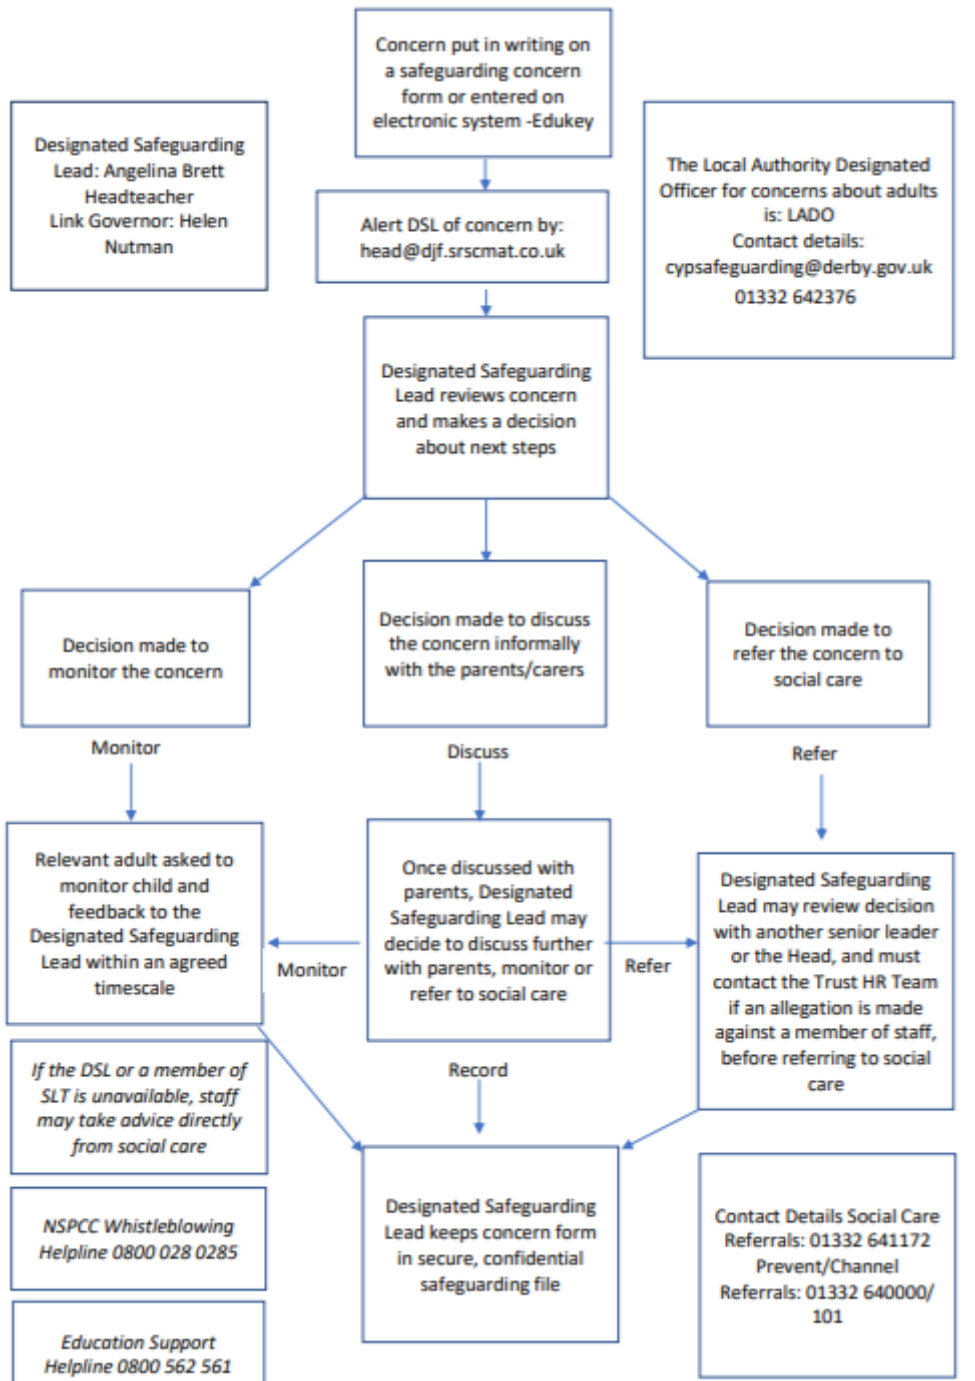 Concern put in writing on
a safeguarding concern
form or entered on
electronic system -Edukey
Designated Safeguarding
Lead: Angelina Brett
Headteacher
Link Governor: Helen
Nutman
The Local Authority Designated
Officer for concerns about adults
is: LADO
Contact details:
cypsafeguarding@derby.gov.uk
01332 642376
Alert DSL of concern by:
head@djf.srscmat.co.uk
Designated Safeguarding
Lead reviews concern
and makes a decision
about next steps
Decision made to
monitor the concern
Decision made to discuss
the concern informally
with the parents/carers
Decision made to
refer the concern to
social care
Monitor
Discuss
Refer
Relevant adult asked to
monitor child and
feedback to the
Designated Safeguarding
Lead within an agreed
timescale
Monitor
Once discussed with
parents, Designated
Safeguarding Lead may
decide to discuss further
with parents, monitor or
refer to social care
Refer
Designated Safeguarding
Lead may review decision
with another senior leader
or the Head, and must
contact the Trust HR Team
if an allegation is made
against a member of staff,
before referring to social
care
Record
If the DSL or a member of
SLT is unavailable, staff
may take advice directly
from social care
NSPCC Whistleblowing
Helpline 0800 028 0285
Education Support
Helpline 0800 562 561
Designated Safeguarding
Lead keeps concern form
in secure, confidential
safeguarding file
Contact Details Social Care
Referrals: 01332 641172
Prevent/Channel
Referrals: 01332 640000/
101